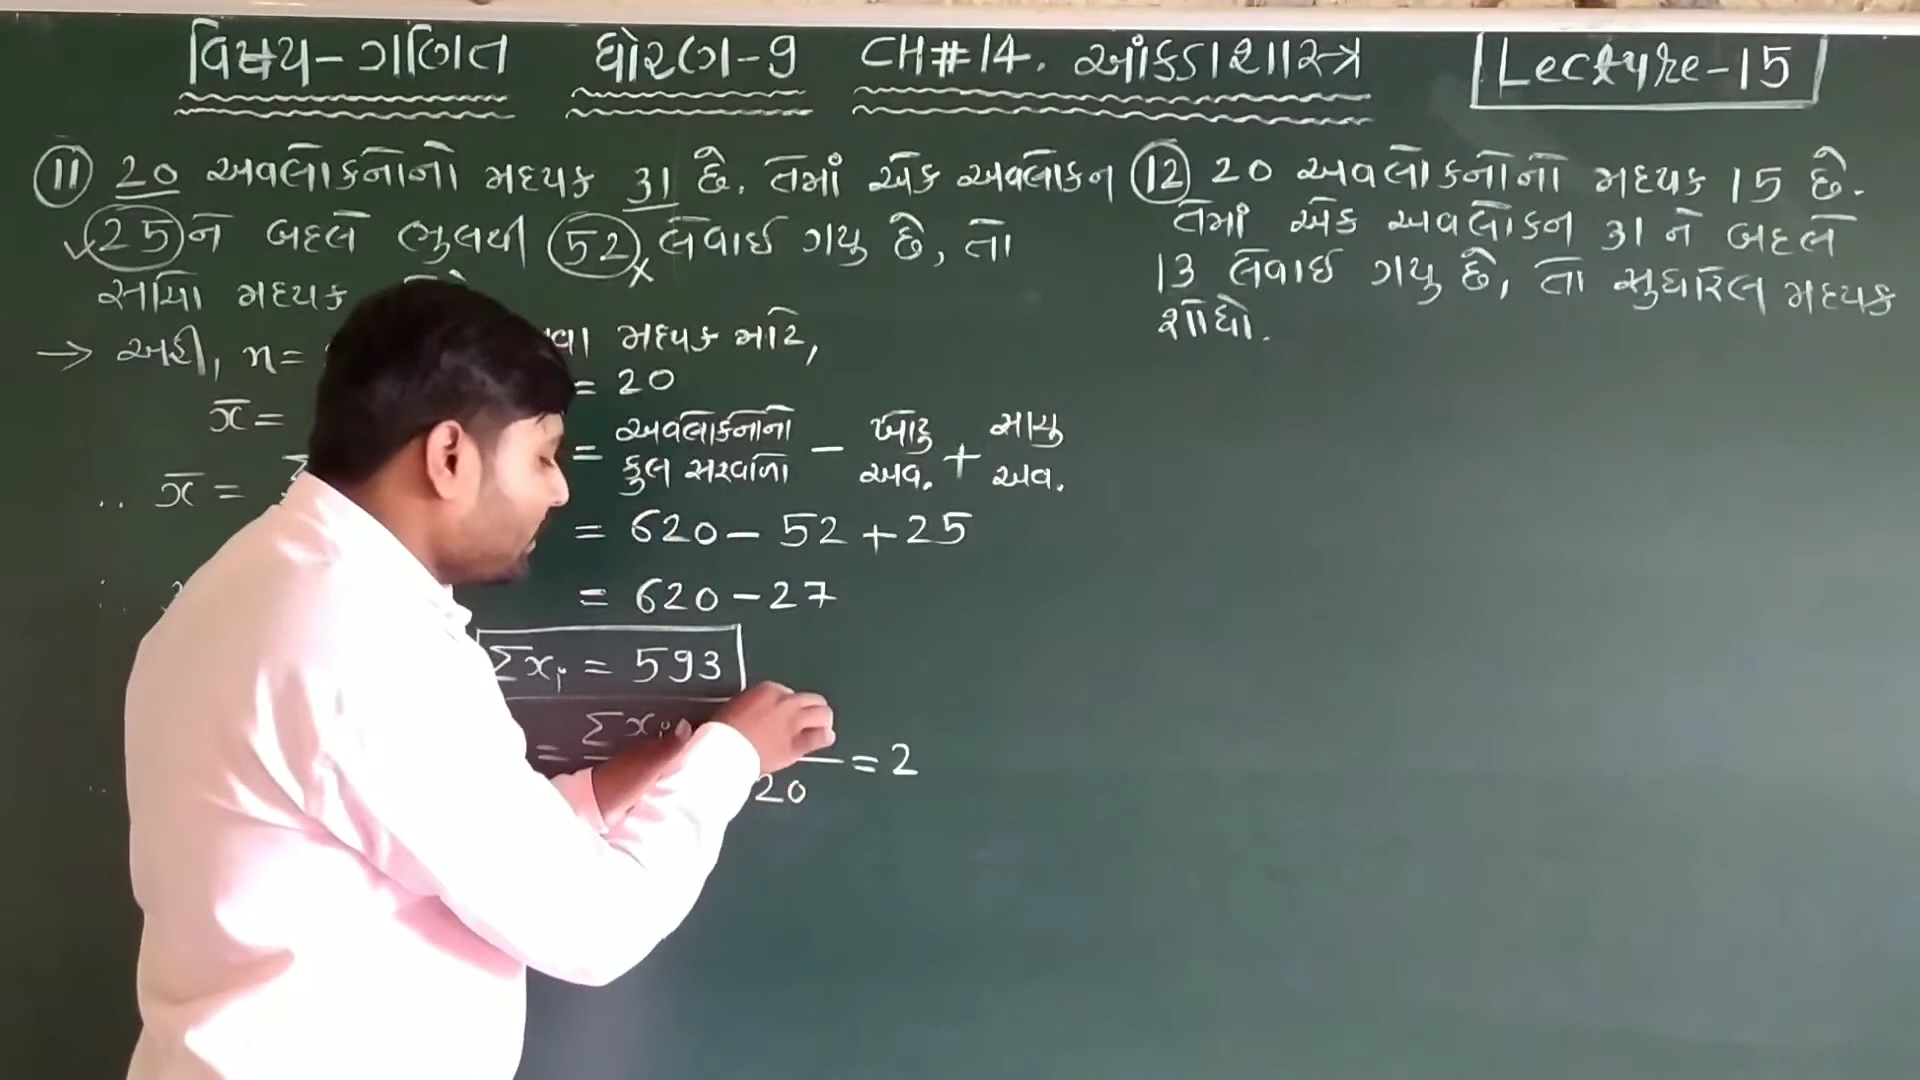 વિષય - ગણિત ધોરણ - 9 CH#14. આંકડાશાસ્ત્ર Lecture-15
11 20 અવલોકનોનો મધ્યક 31 છે. તેમાં એક અવલોકન
25 ને બદલે ભુલથી 52 લેવાઈ ગયુ છે, તો
સાચો મધ્યક
→ અહી, n =
x̄ =
∴ x̄ =
મધ્યક માટે,
= 20
= અવલોકનોનો કુલ સરવાળો - ખોટુ અવ. + સાચુ અવ.
= 620 - 52 + 25
= 620 - 27
Σxᵢ = 593
= Σxᵢ
20 = 2
12 20 અવલોકનોનો મધ્યક 15 છે.
તેમાં એક અવલોકન 31 ને બદલે
13 લેવાઈ ગયુ છે, તો સુધારેલ મધ્યક
શોધો.